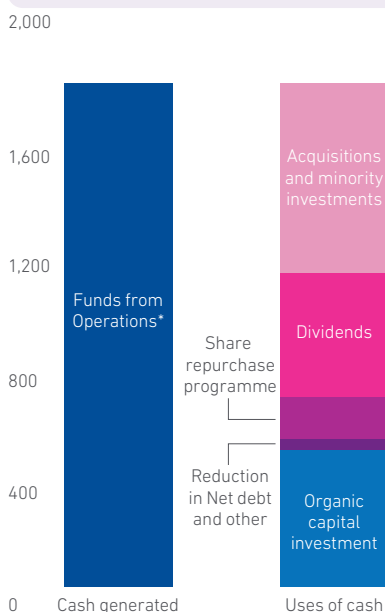 2,000
1,600
1,200
800
400
0
Funds from
Operations*
Cash generated
Share
repurchase
programme
Reduction
in Net debt
and other
Acquisitions
and minority
investments
Dividends
Organic
capital
investment
Uses of cash